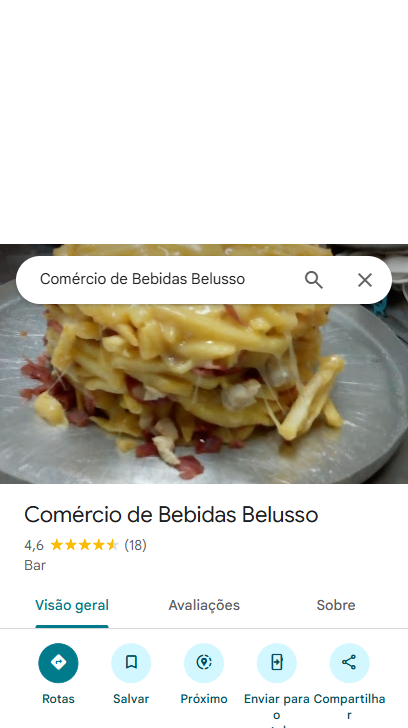 Comércio de Bebidas Belusso
Comércio de Bebidas Belusso
4,6 (18)
Bar
Visão geral Avaliações Sobre
Rotas Salvar Próximo Enviar para o Compartilhar